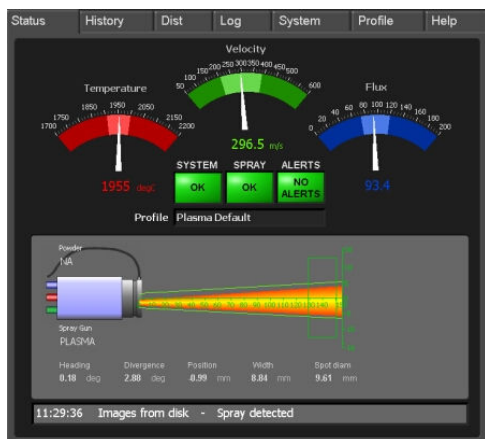 Status History Dist Log System Profile Help
Velocity
Temperature
Flux
50 100 150 200 250 300 350 400 450 500 600
1700 1750 1850 1950 2050 2150 2200
0 20 40 60 80 100 120 140 160 180 200
296.5 m/s
1955 degC
93.4
SYSTEM SPRAY ALERTS
OK OK NO ALERTS
Profile Plasma Default
Powder
NA
Spray Gun
PLASMA
Heading Divergence Position Width Spot diam
0.18 deg 2.88 deg -0.99 mm 8.84 mm 9.61 mm
11:29:36 Images from disk - Spray detected